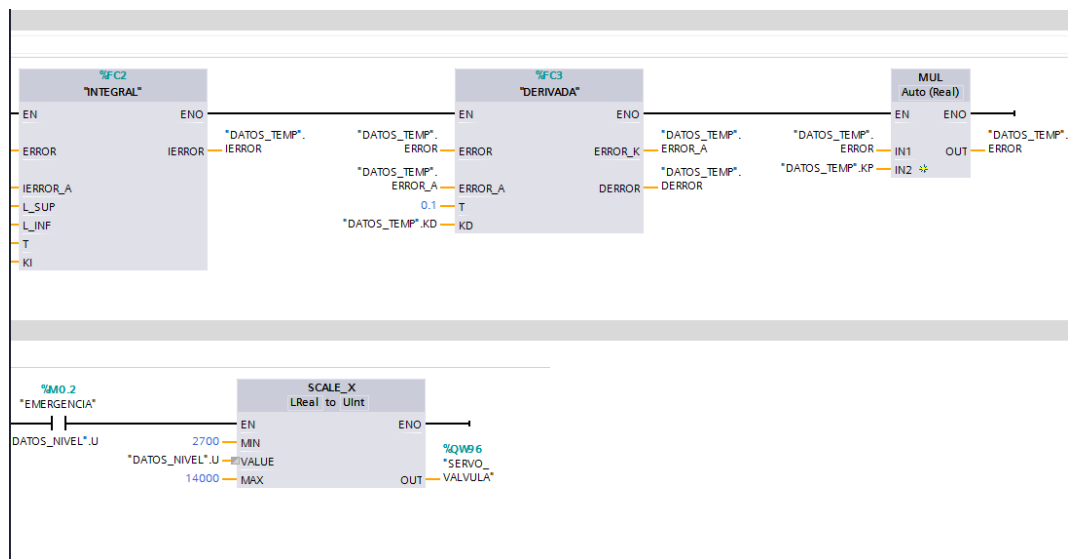 %FC2
"INTEGRAL"
EN
ENO
ERROR
IERROR
"DATOS_TEMP".
IERROR
IERROR_A
L_SUP
L_INF
T
KI
%FC3
"DERIVADA"
EN
ENO
"DATOS_TEMP".
ERROR
ERROR
ERROR_K
"DATOS_TEMP".
ERROR_A
"DATOS_TEMP".
ERROR_A
ERROR_A
DERROR
"DATOS_TEMP".
DERROR
0.1
T
"DATOS_TEMP".KD
KD
MUL
Auto (Real)
EN
ENO
"DATOS_TEMP".
ERROR
IN1
OUT
"DATOS_TEMP".
ERROR
"DATOS_TEMP".KP
IN2
%M0.2
"EMERGENCIA"
DATOS_NIVEL".U
SCALE_X
LReal to UInt
EN
ENO
2700
MIN
"DATOS_NIVEL".U
VALUE
14000
MAX
OUT
%QW96
"SERVO_
VALVULA"